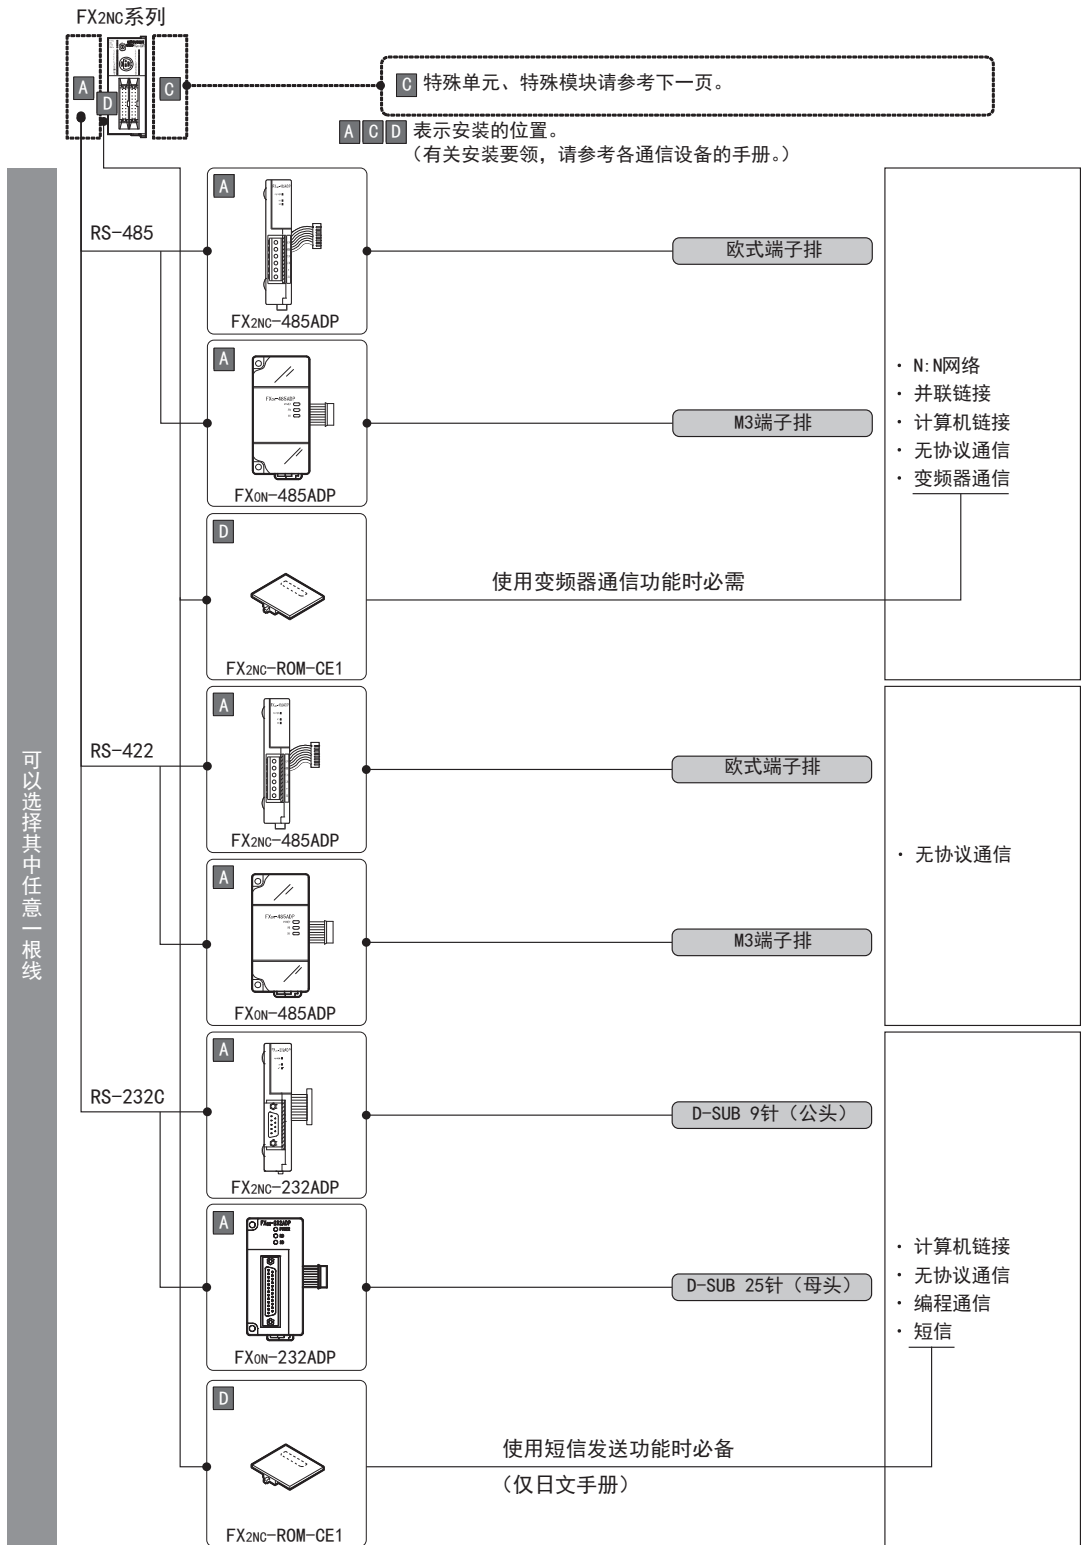 FX2NC系列
A
D
C
C 特殊单元、特殊模块请参考下一页。
A C D 表示安装的位置。
（有关安装要领，请参考各通信设备的手册。）
可以选择其中任意一根线
RS-485
A
FX2NC-485ADP
欧式端子排
A
FX0N-485ADP
FX0N-485ADP
M3端子排
D
FX2NC-ROM-CE1
使用变频器通信功能时必需
· N:N网络
· 并联链接
· 计算机链接
· 无协议通信
· 变频器通信
RS-422
A
FX2NC-485ADP
欧式端子排
A
FX0N-485ADP
FX0N-485ADP
M3端子排
· 无协议通信
RS-232C
A
FX2NC-232ADP
D-SUB 9针（公头）
A
FX0N-232ADP
FX0N-232ADP
D-SUB 25针（母头）
D
FX2NC-ROM-CE1
使用短信发送功能时必备
（仅日文手册）
· 计算机链接
· 无协议通信
· 编程通信
· 短信